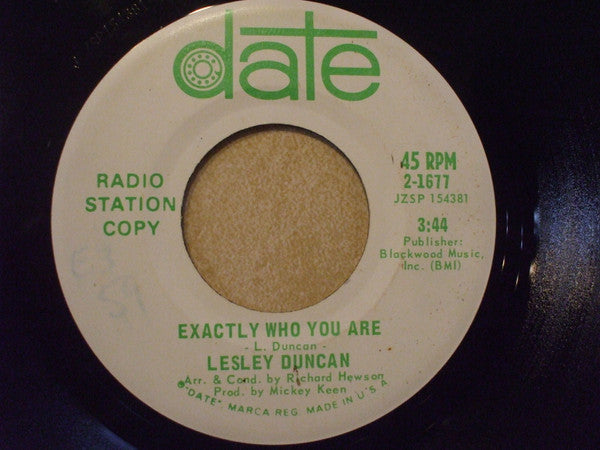 date
RADIO
STATION
COPY
45 RPM
2-1677
JZSP 154381
3:44
Publisher:
Blackwood Music,
Inc. (BMI)
EXACTLY WHO YOU ARE
- L. Duncan -
LESLEY DUNCAN
Arr. & Cond. by Richard Hewson
Prod. by Mickey Keen
"DATE" MARCA REG. MADE IN U S A